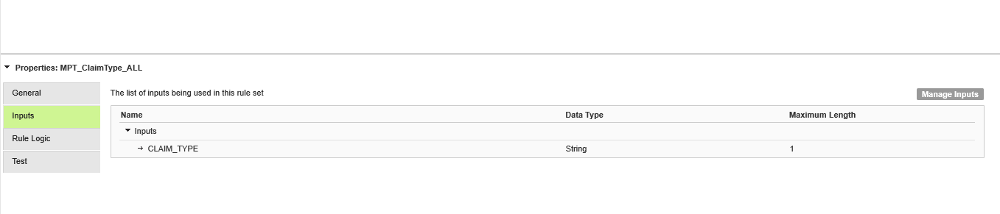 Properties: MPT_ClaimType_ALL
General
The list of inputs being used in this rule set
Manage Inputs
Inputs
Name Data Type Maximum Length
Inputs
Rule Logic
CLAIM_TYPE String 1
Test